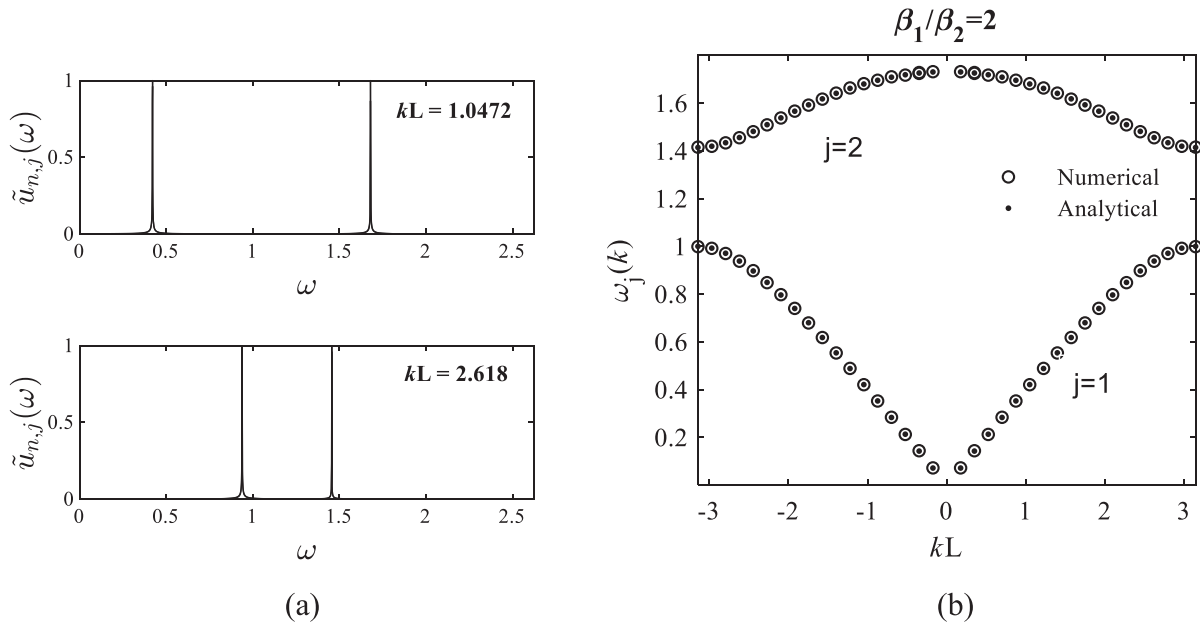 1
kL = 1.0472
ũ_{n,j}(ω)
0.5
0
0 0.5 1 1.5 2 2.5
ω
1
kL = 2.618
ũ_{n,j}(ω)
0.5
0
0 0.5 1 1.5 2 2.5
ω
(a)
β₁/β₂=2
1.6
j=2
1.4
Numerical
1.2
Analytical
1
ω_j(k)
0.8
0.6
j=1
0.4
0.2
-3 -2 -1 0 1 2 3
kL
(b)